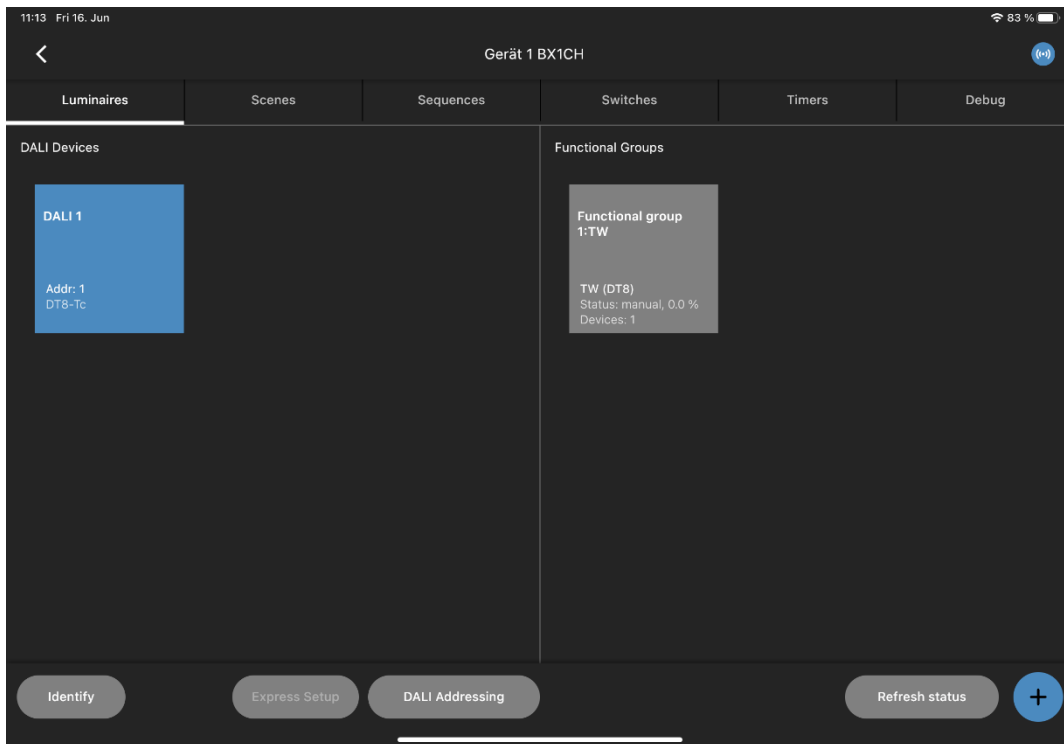 11:13 Fri 16. Jun
83 %
Gerät 1 BX1CH
Luminaires
Scenes
Sequences
Switches
Timers
Debug
DALI Devices
DALI 1
Addr: 1
DT8-Tc
Functional Groups
Functional group
1:TW
TW (DT8)
Status: manual, 0.0 %
Devices: 1
Identify
Express Setup
DALI Addressing
Refresh status
+